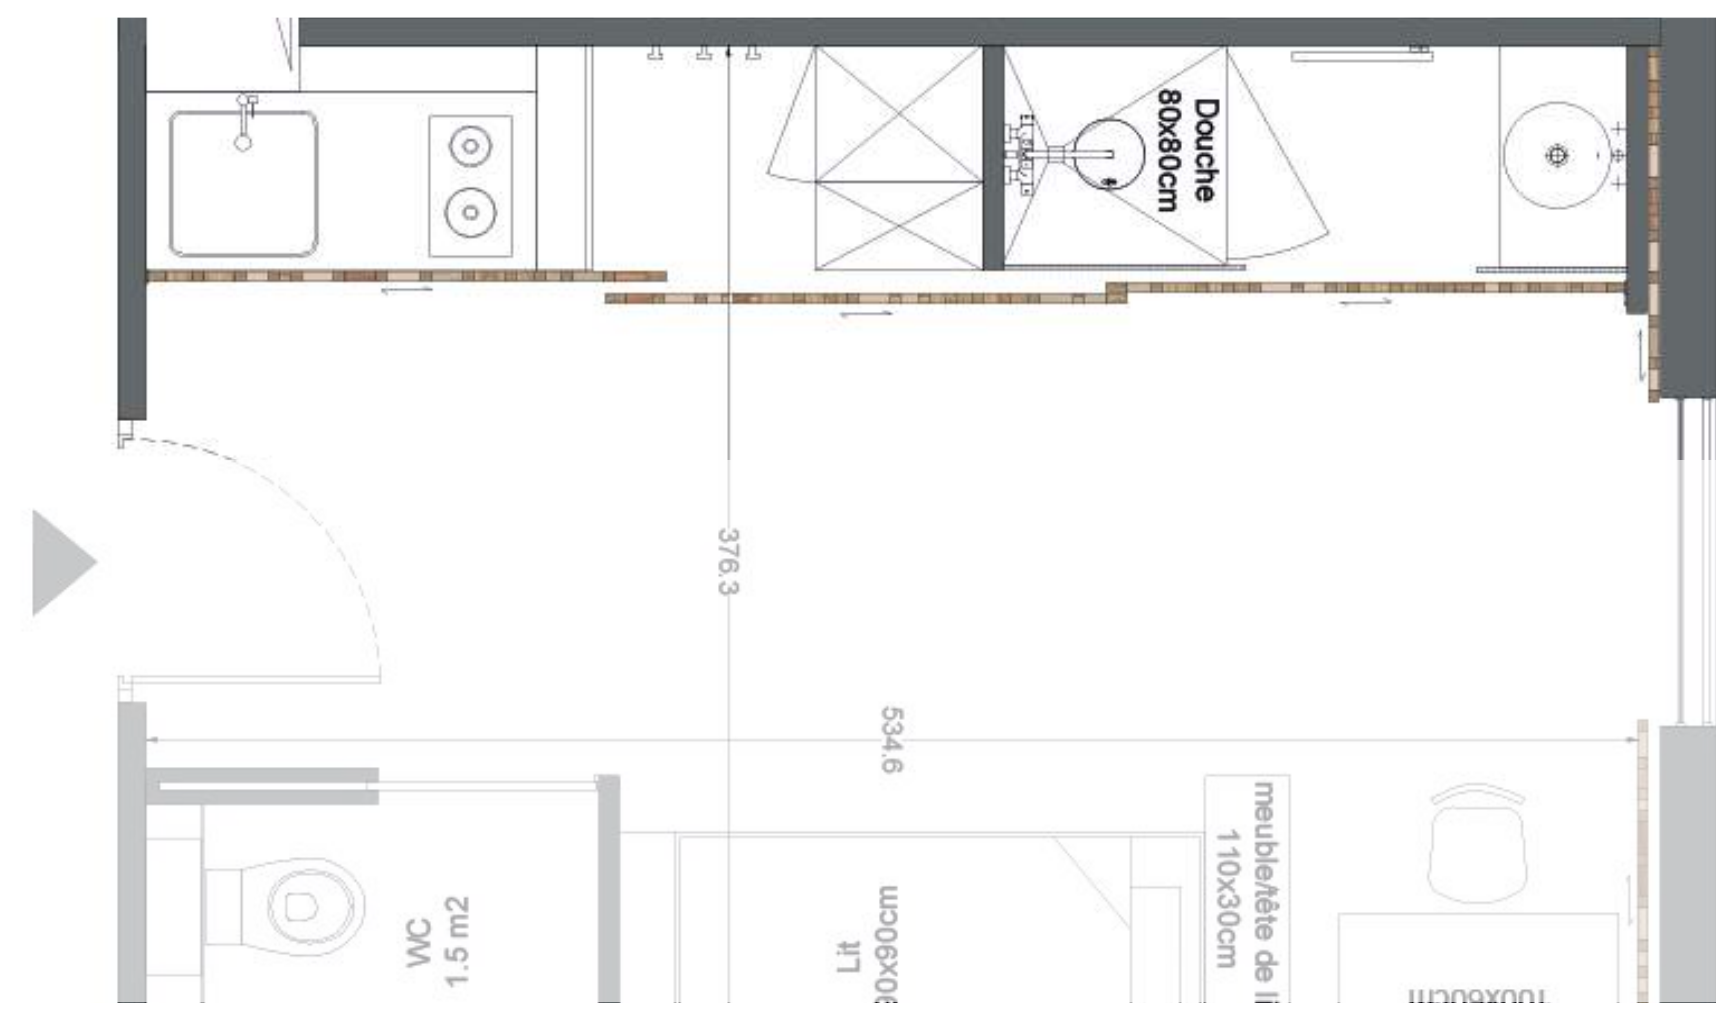 Douche
80x80cm
376.3
534.6
meuble/tête de li
110x30cm
WC
1.5 m2
Lit